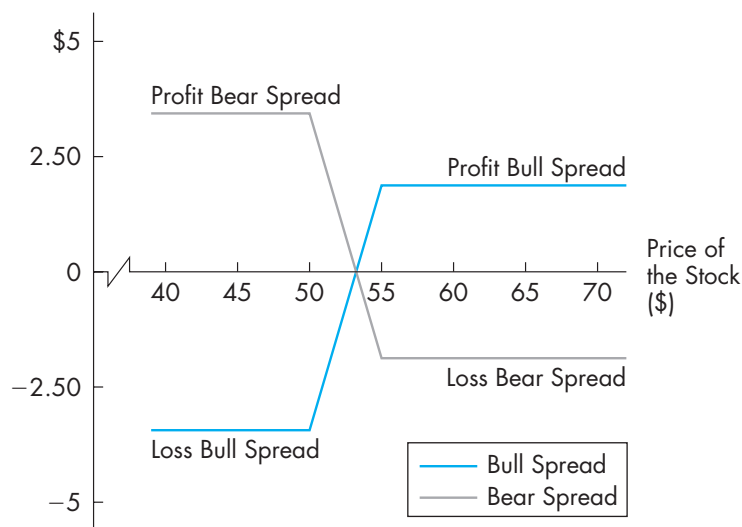 $5
Profit Bear Spread
2.50
Profit Bull Spread
Price of
the Stock
($)
0
40 45 50 55 60 65 70
−2.50
Loss Bear Spread
Loss Bull Spread
Bull Spread
Bear Spread
−5